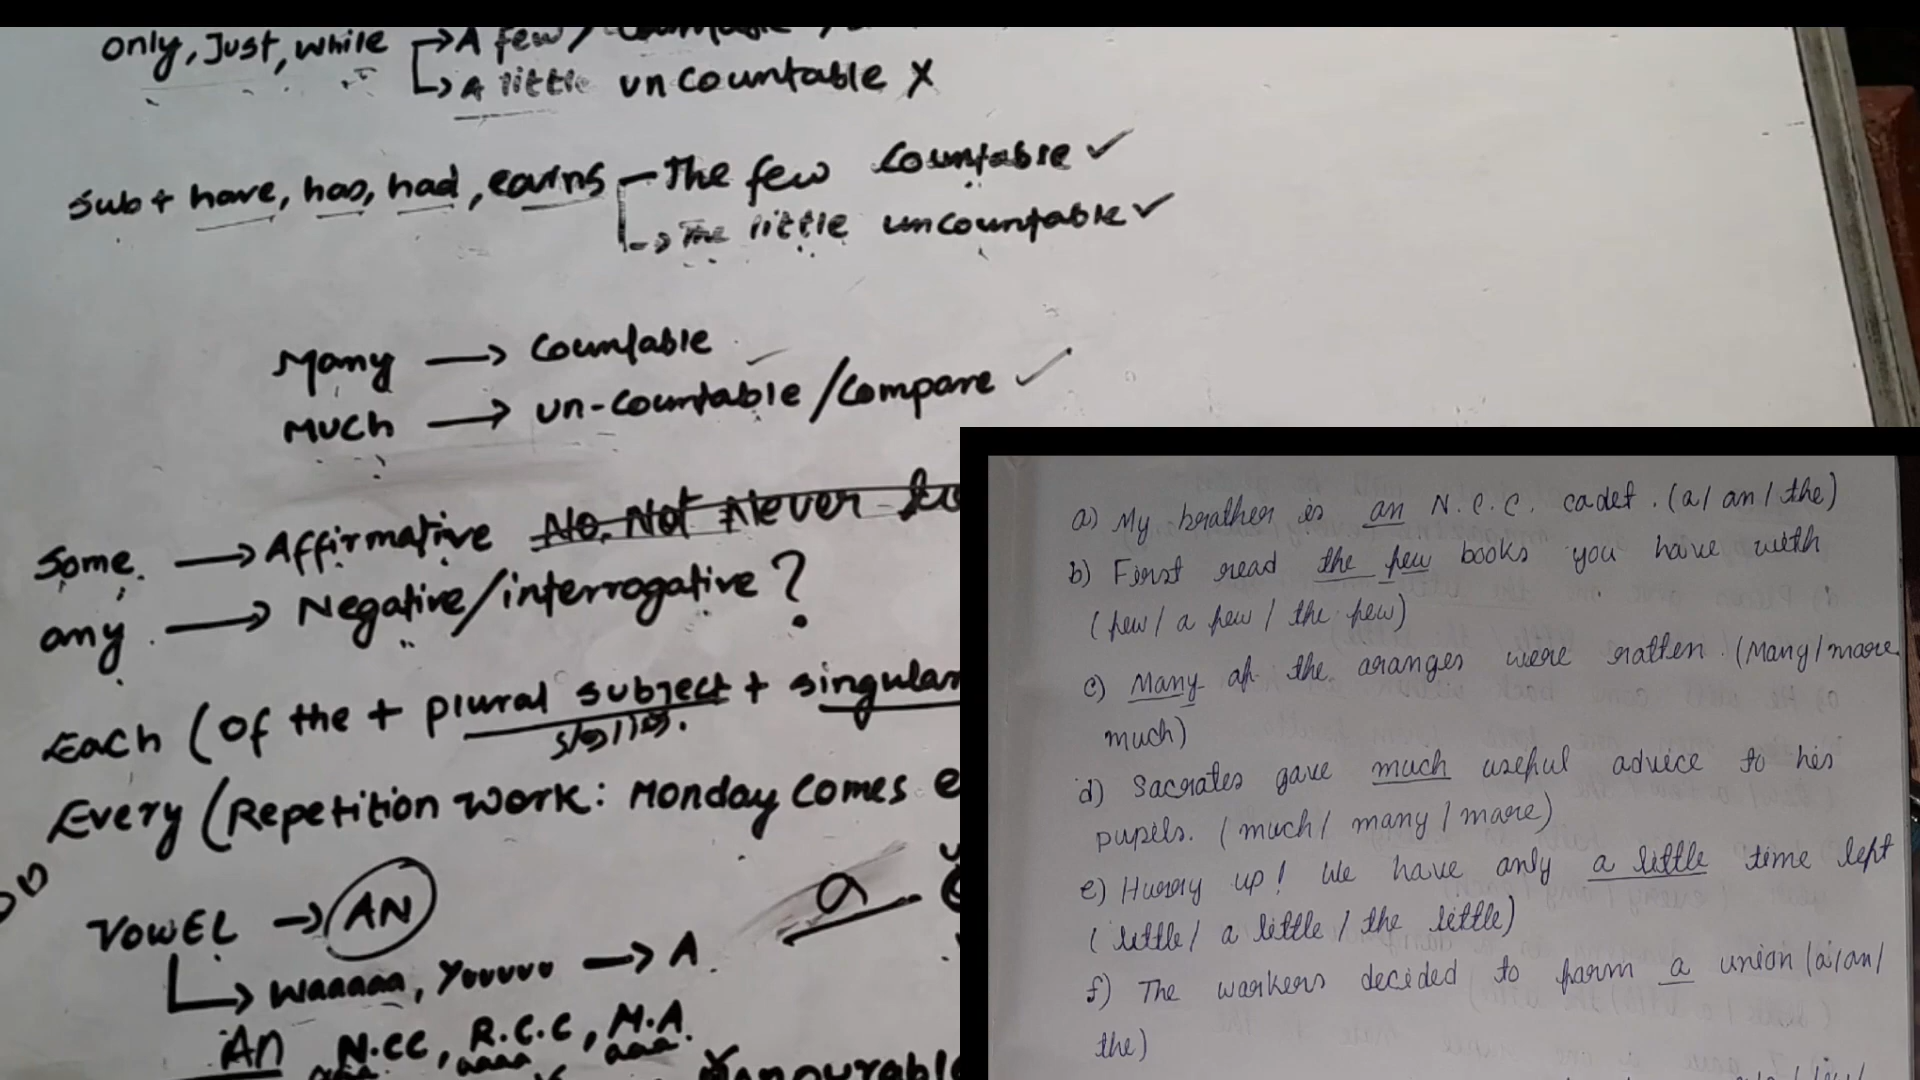 only, Just, while → A few /
→ A little uncountable X
sub + have, has, had, earns - The few Countable ✓
→ The little uncountable ✓
Many → Countable
Much → un-countable / Compare ✓
Some → Affirmative No, Not Never
any → Negative/interrogative ?
Each (of the + plural subject + singular
Every (Repetition work: Monday comes e
VOWEL → AN
a
→ Waaaaa, Yuuuuu → A
An N.CC, R.C.C, M.A
aaa aaaa aaa
a) My brother is an N.C.C. cadet. (a/ an / the)
b) First read the few books you have with
(few/ a few / the few)
c) Many of the oranges were rotten. (Many/more
much)
d) Socrates gave much useful advice to his
pupils. (much/ many / more)
e) Hurry up! We have only a little time left
(little/ a little / the little)
f) The workers decided to form a union (a/an/
the)